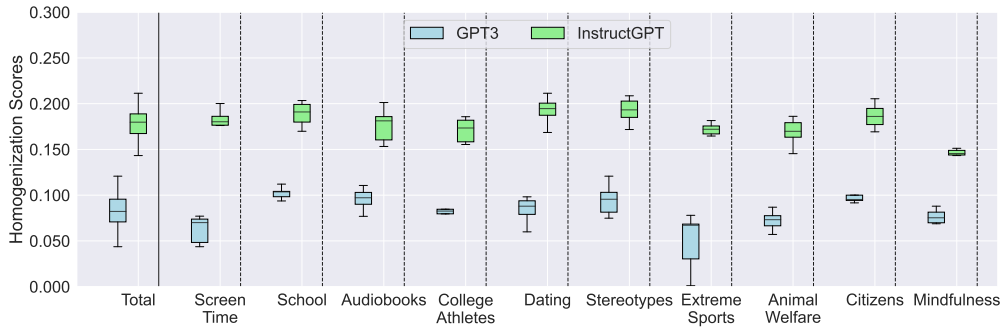 Homogenization Scores
0.300
0.250
0.200
0.150
0.100
0.050
0.000
GPT3 InstructGPT
Total
Screen
Time
School
Audiobooks
College
Athletes
Dating
Stereotypes
Extreme
Sports
Animal
Welfare
Citizens
Mindfulness